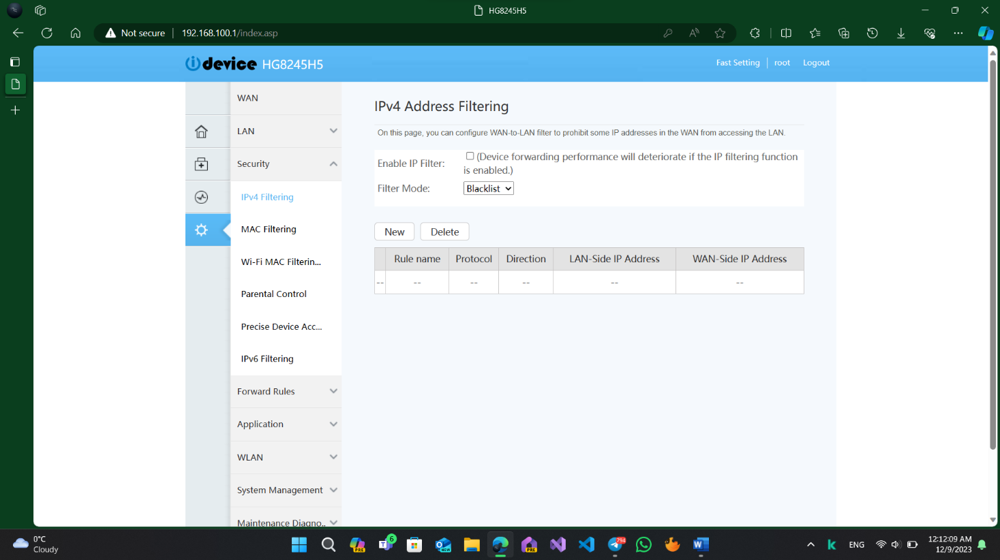 HG8245H5
Not secure
192.168.100.1/index.asp
device HG8245H5
Fast Setting
root
Logout
WAN
LAN
Security
IPv4 Filtering
MAC Filtering
Wi-Fi MAC Filterin...
Parental Control
Precise Device Acc...
IPv6 Filtering
Forward Rules
Application
WLAN
System Management
Maintenance Diagno..
IPv4 Address Filtering
On this page, you can configure WAN-to-LAN filter to prohibit some IP addresses in the WAN from accessing the LAN.
Enable IP Filter:
(Device forwarding performance will deteriorate if the IP filtering function
is enabled.)
Filter Mode:
Blacklist
New
Delete
Rule name Protocol Direction LAN-Side IP Address WAN-Side IP Address
-- -- -- -- -- --
0°C
Cloudy
PRE
6
NEW
PRE
794
ENG
12:12:09 AM
12/9/2023